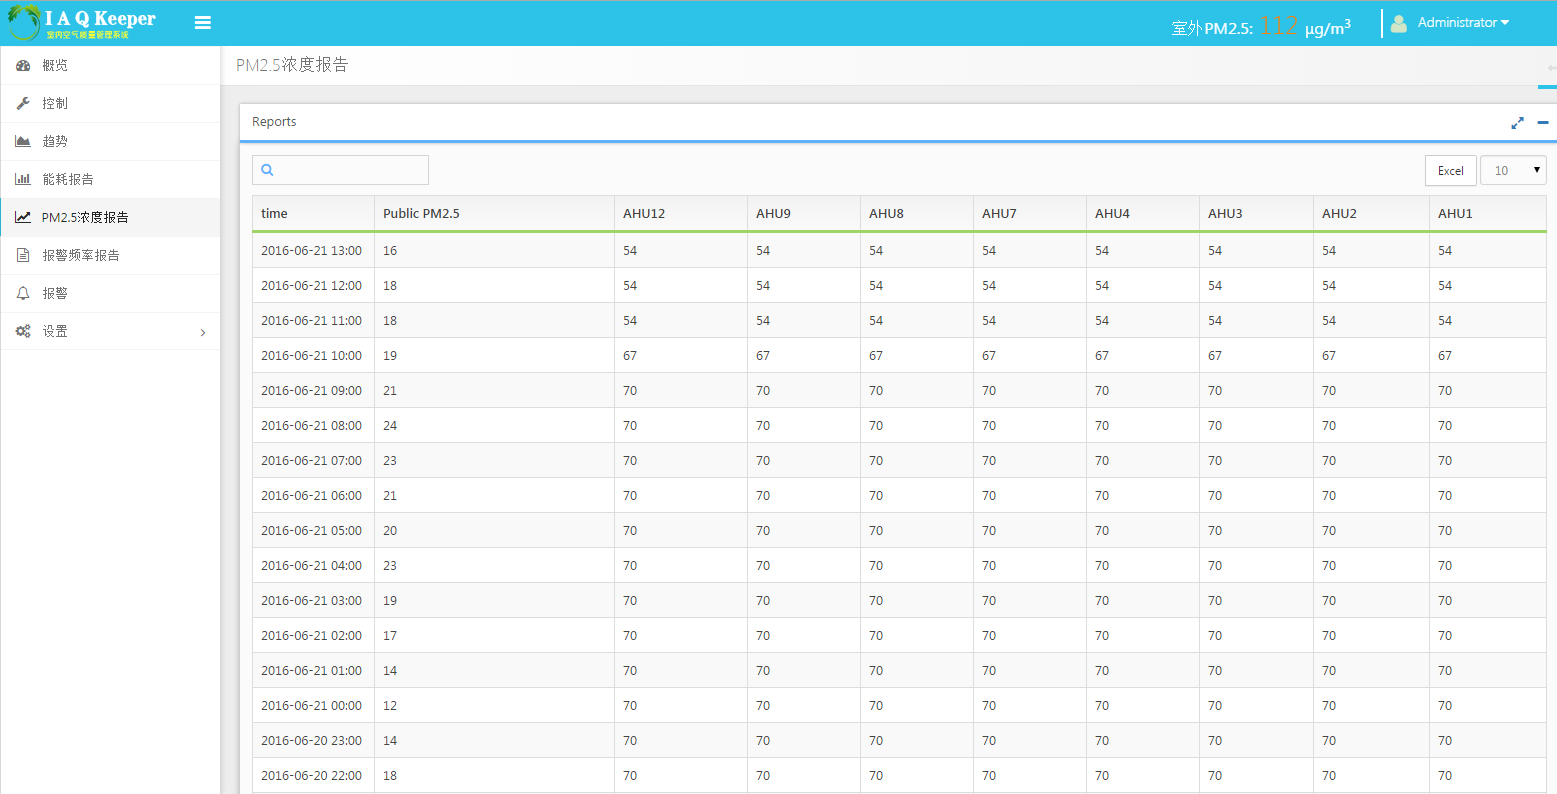 I A Q Keeper
室内空气质量管理系统
室外PM2.5: 112 μg/m³
Administrator
概览
控制
趋势
能耗报告
PM2.5浓度报告
报警频率报告
报警
设置
PM2.5浓度报告
Reports
Excel 10
time Public PM2.5 AHU12 AHU9 AHU8 AHU7 AHU4 AHU3 AHU2 AHU1
2016-06-21 13:00 16 54 54 54 54 54 54 54 54
2016-06-21 12:00 18 54 54 54 54 54 54 54 54
2016-06-21 11:00 18 54 54 54 54 54 54 54 54
2016-06-21 10:00 19 67 67 67 67 67 67 67 67
2016-06-21 09:00 21 70 70 70 70 70 70 70 70
2016-06-21 08:00 24 70 70 70 70 70 70 70 70
2016-06-21 07:00 23 70 70 70 70 70 70 70 70
2016-06-21 06:00 21 70 70 70 70 70 70 70 70
2016-06-21 05:00 20 70 70 70 70 70 70 70 70
2016-06-21 04:00 23 70 70 70 70 70 70 70 70
2016-06-21 03:00 19 70 70 70 70 70 70 70 70
2016-06-21 02:00 17 70 70 70 70 70 70 70 70
2016-06-21 01:00 14 70 70 70 70 70 70 70 70
2016-06-21 00:00 12 70 70 70 70 70 70 70 70
2016-06-20 23:00 14 70 70 70 70 70 70 70 70
2016-06-20 22:00 18 70 70 70 70 70 70 70 70